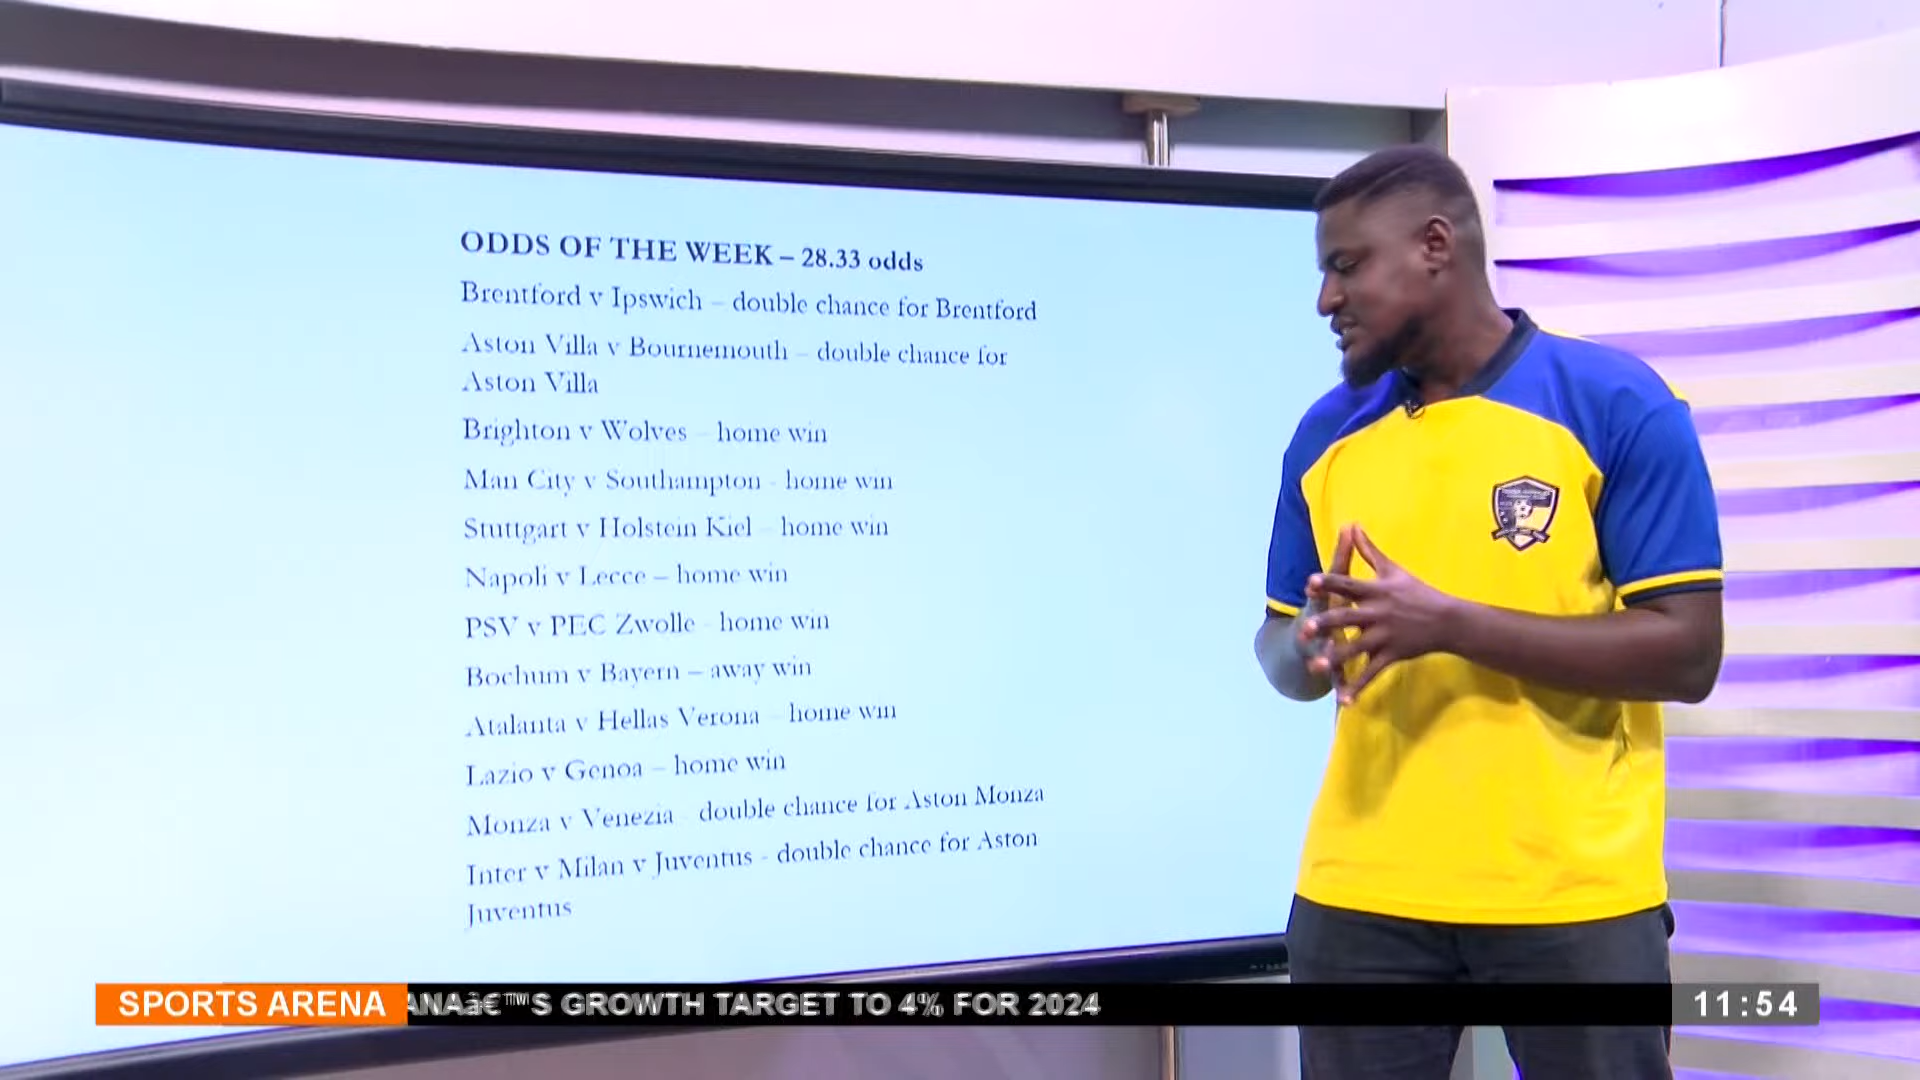 ODDS OF THE WEEK – 28.33 odds
Brentford v Ipswich – double chance for Brentford
Aston Villa v Bournemouth – double chance for
Aston Villa
Brighton v Wolves – home win
Man City v Southampton - home win
Stuttgart v Holstein Kiel – home win
Napoli v Lecce – home win
PSV v PEC Zwolle - home win
Bochum v Bayern – away win
Atalanta v Hellas Verona – home win
Lazio v Genoa – home win
Monza v Venezia - double chance for Aston Monza
Inter v Milan v Juventus - double chance for Aston
Juventus
SPORTS ARENA ANAâ€™S GROWTH TARGET TO 4% FOR 2024 11:54